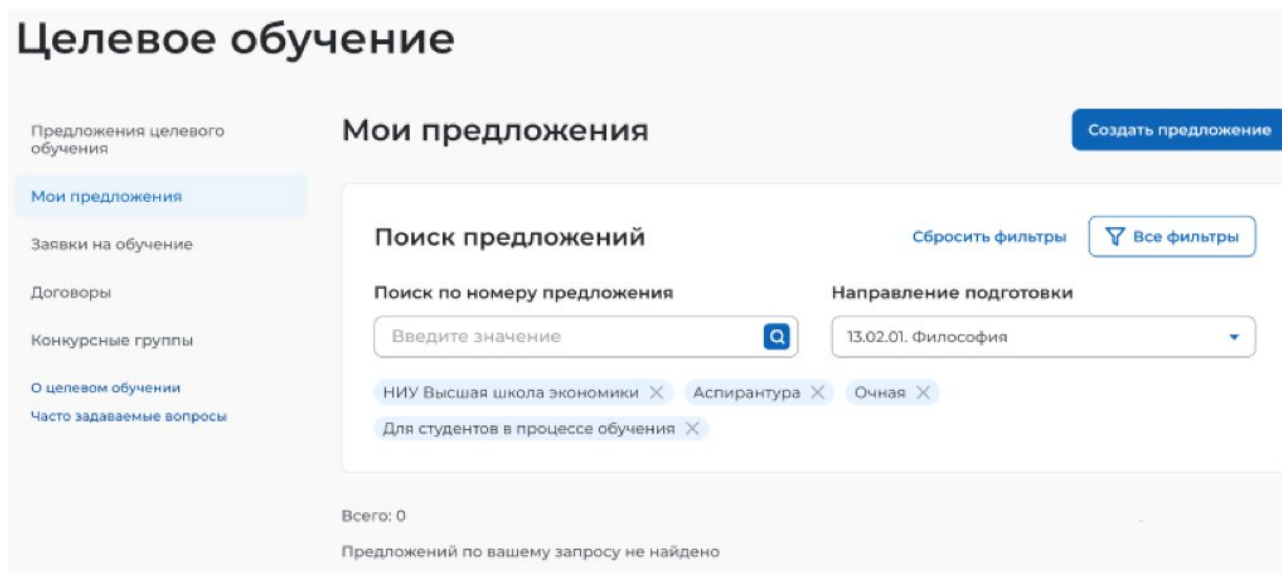 Целевое обучение
Предложения целевого
обучения
Мои предложения
Заявки на обучение
Договоры
Конкурсные группы
О целевом обучении
Часто задаваемые вопросы
Мои предложения
Создать предложение
Поиск предложений
Сбросить фильтры
Все фильтры
Поиск по номеру предложения
Введите значение
Направление подготовки
13.02.01. Философия
НИУ Высшая школа экономики
Аспирантура
Очная
Для студентов в процессе обучения
Всего: 0
Предложений по вашему запросу не найдено